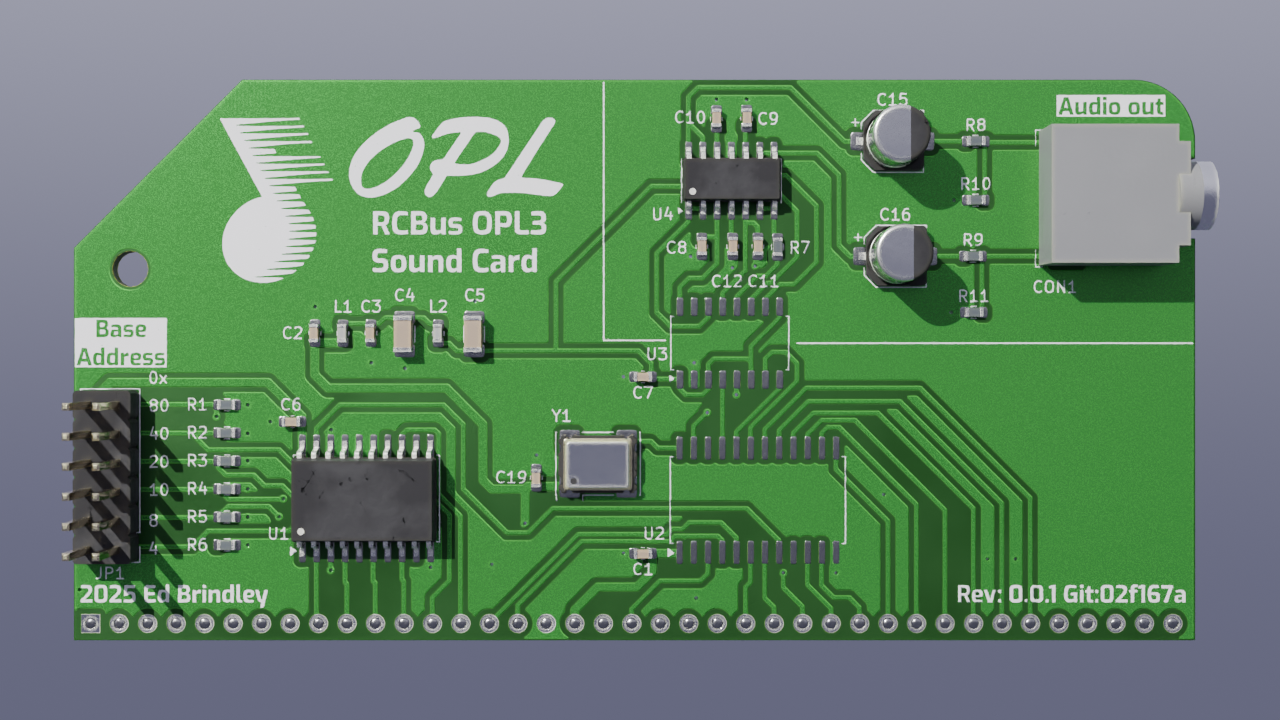 OPL
RCBus OPL3
Sound Card
Audio out
C10
C9
C15
R8
R10
U4
C16
R9
C8
R7
C12
C11
R11
CON1
Base
Address
0x
80
40
20
10
8
4
C2
L1
C3
C4
L2
C5
U3
C7
R1
R2
R3
R4
R5
R6
C6
U1
Y1
C19
U2
C1
JP1
2025 Ed Brindley
Rev: 0.0.1 Git:02f167a
+
+